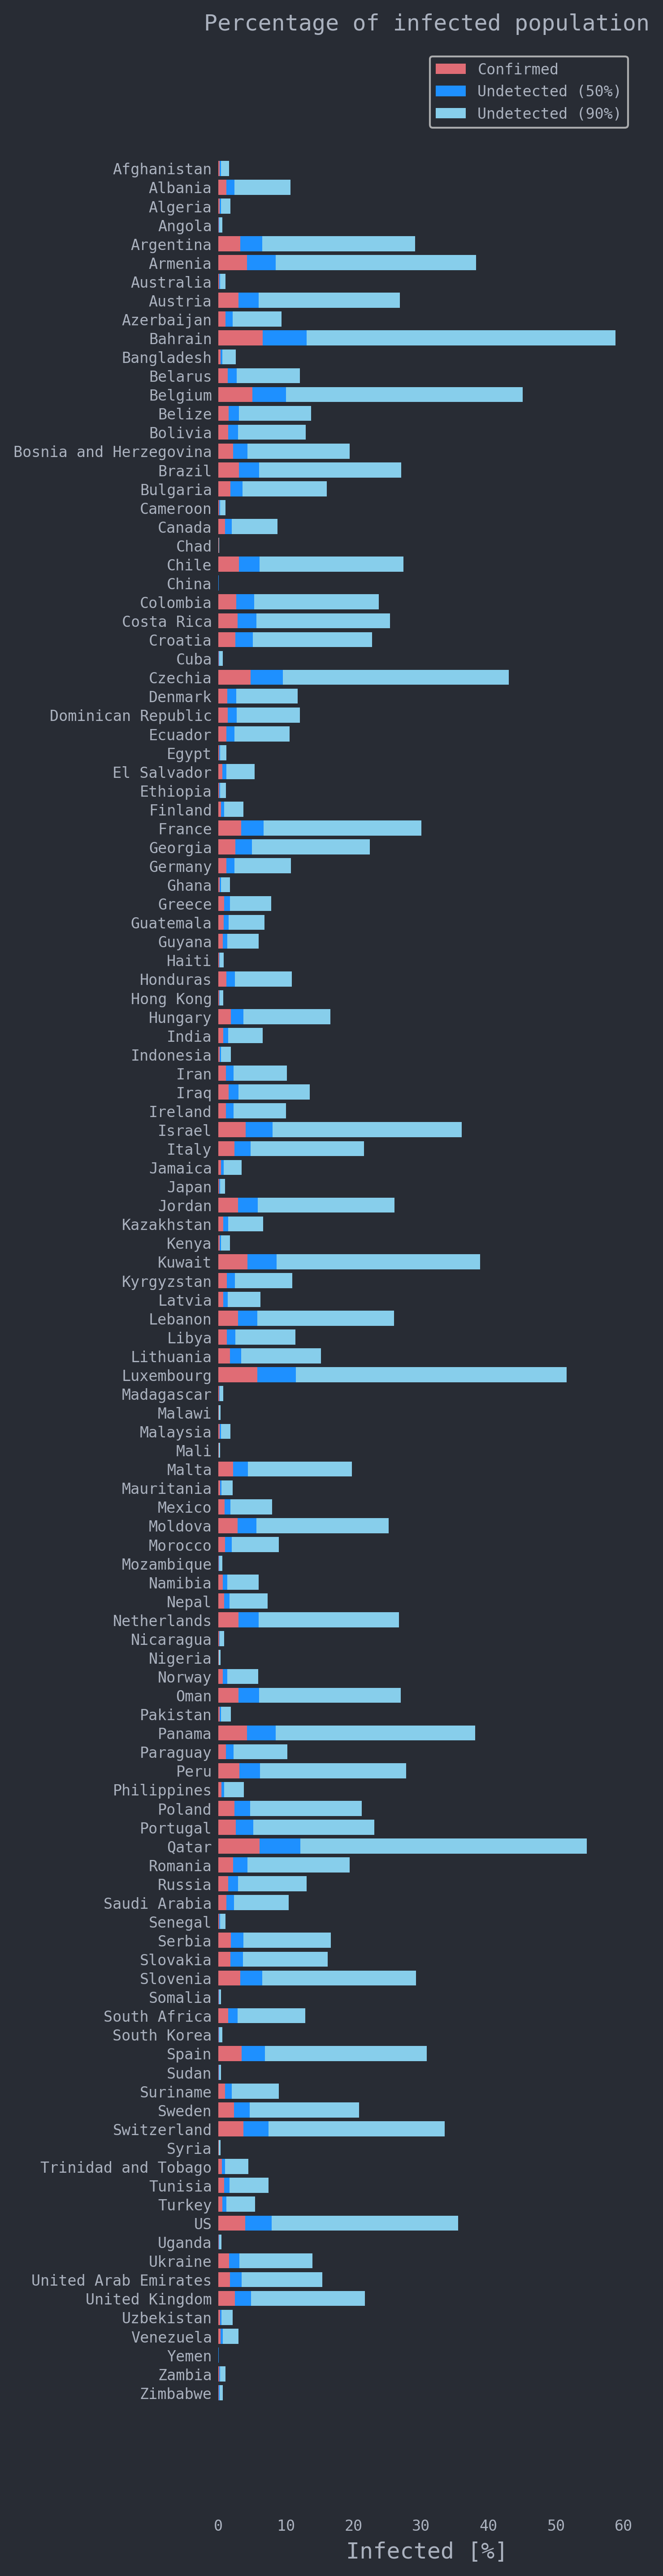 Percentage of infected population
Confirmed
Undetected (50%)
Undetected (90%)
Afghanistan
Albania
Algeria
Angola
Argentina
Armenia
Australia
Austria
Azerbaijan
Bahrain
Bangladesh
Belarus
Belgium
Belize
Bolivia
Bosnia and Herzegovina
Brazil
Bulgaria
Cameroon
Canada
Chad
Chile
China
Colombia
Costa Rica
Croatia
Cuba
Czechia
Denmark
Dominican Republic
Ecuador
Egypt
El Salvador
Ethiopia
Finland
France
Georgia
Germany
Ghana
Greece
Guatemala
Guyana
Haiti
Honduras
Hong Kong
Hungary
India
Indonesia
Iran
Iraq
Ireland
Israel
Italy
Jamaica
Japan
Jordan
Kazakhstan
Kenya
Kuwait
Kyrgyzstan
Latvia
Lebanon
Libya
Lithuania
Luxembourg
Madagascar
Malawi
Malaysia
Mali
Malta
Mauritania
Mexico
Moldova
Morocco
Mozambique
Namibia
Nepal
Netherlands
Nicaragua
Nigeria
Norway
Oman
Pakistan
Panama
Paraguay
Peru
Philippines
Poland
Portugal
Qatar
Romania
Russia
Saudi Arabia
Senegal
Serbia
Slovakia
Slovenia
Somalia
South Africa
South Korea
Spain
Sudan
Suriname
Sweden
Switzerland
Syria
Trinidad and Tobago
Tunisia
Turkey
US
Uganda
Ukraine
United Arab Emirates
United Kingdom
Uzbekistan
Venezuela
Yemen
Zambia
Zimbabwe
0 10 20 30 40 50 60
Infected [%]